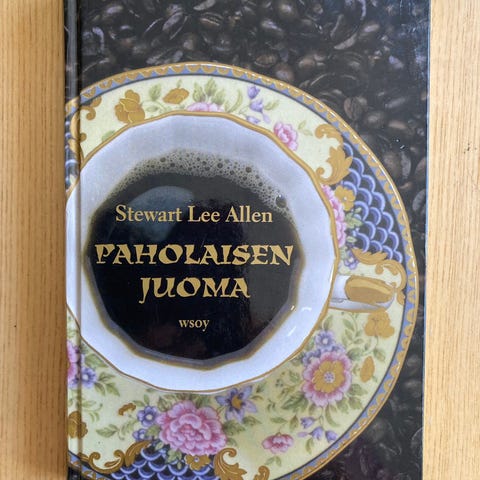 Stewart Lee Allen
PAHOLAISEN
JUOMA
wsoy